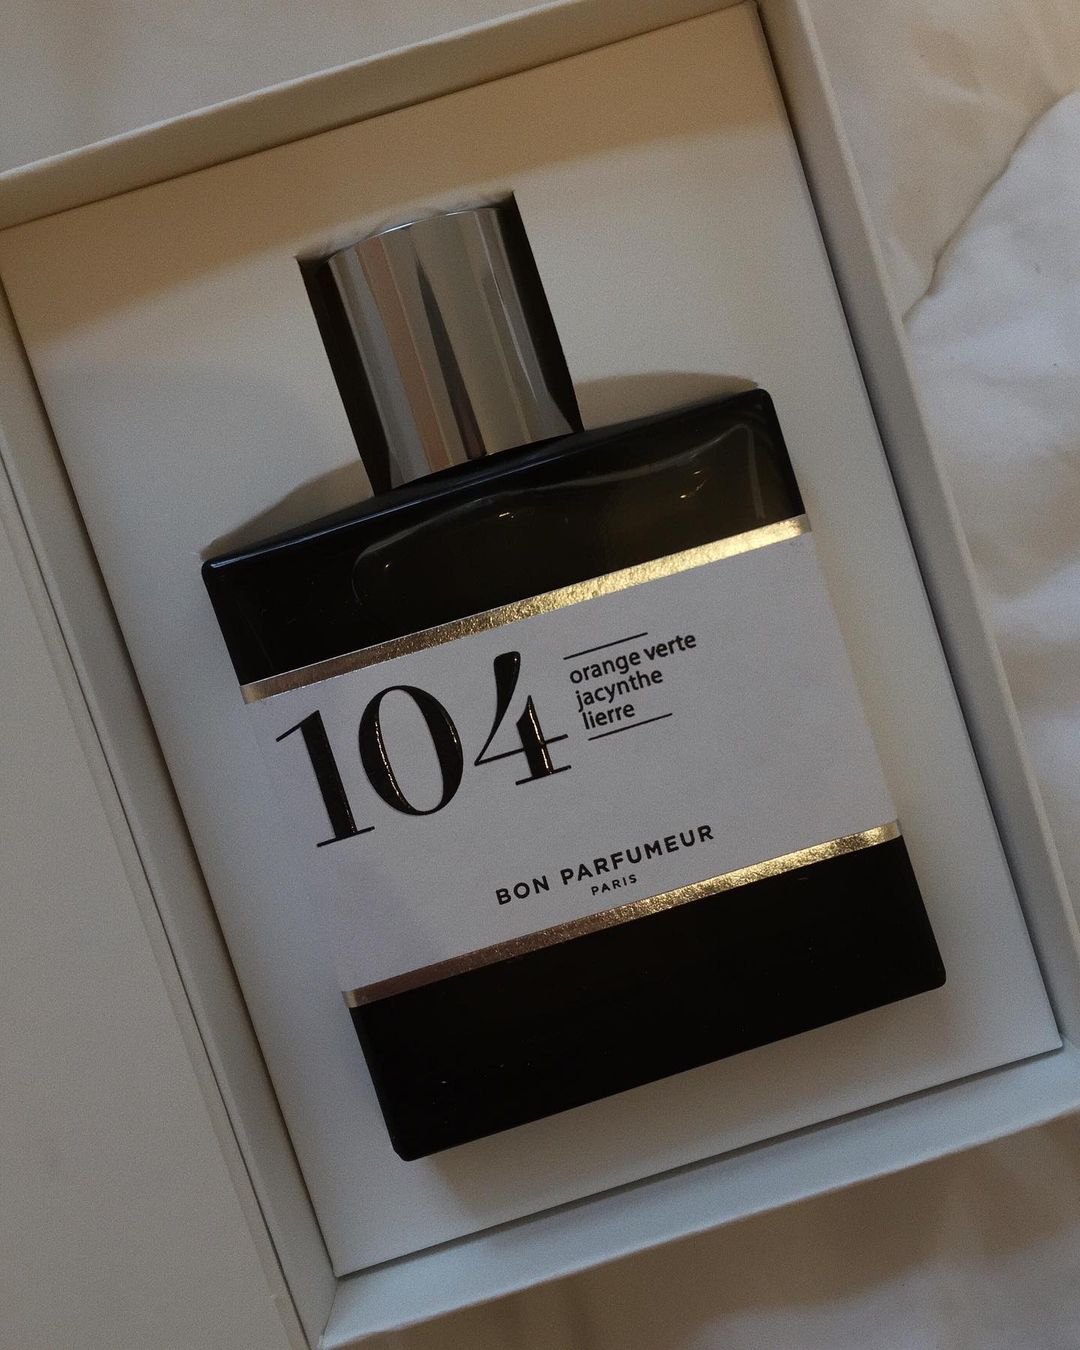 104
orange verte
jacynthe
lierre
BON PARFUMEUR
PARIS